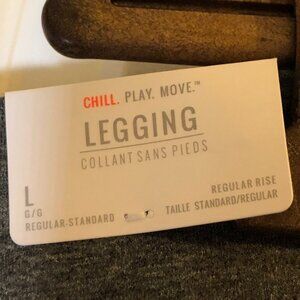 CHILL. PLAY. MOVE.™
LEGGING
COLLANT SANS PIEDS
L
G/G
REGULAR-STANDARD
REGULAR RISE
TAILLE STANDARD/REGULAR